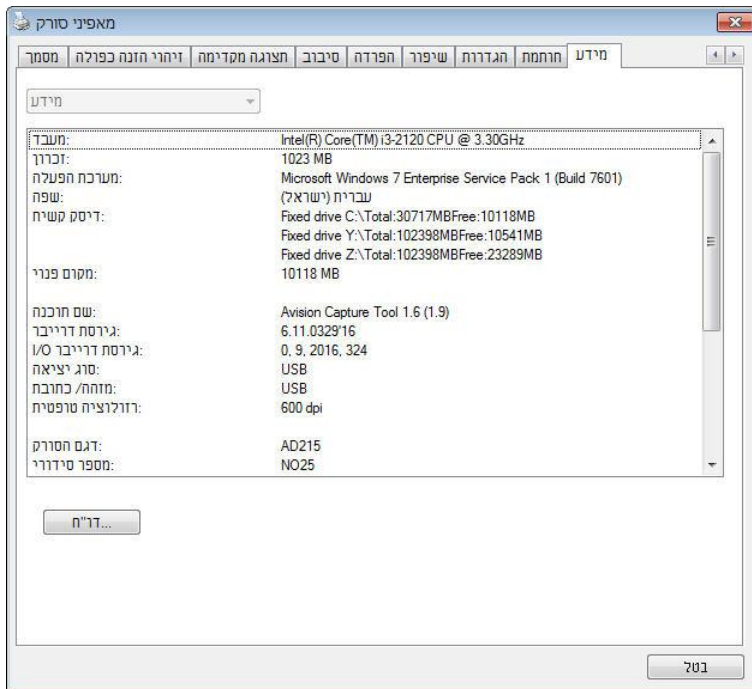 מאפיני סורק
מסמך זיהוי הזנה כפולה תצוגה מקדימה סיבוב הפרדה שיפור הגדרות חותמת מידע
מידע
מעבד: Intel(R) Core(TM) i3-2120 CPU @ 3.30GHz
זכרון: 1023 MB
מערכת הפעלה: Microsoft Windows 7 Enterprise Service Pack 1 (Build 7601)
שפה: עברית (ישראל)
דיסק קשיח: Fixed drive C:\Total:30717MBFree:10118MB
Fixed drive Y:\Total:102398MBFree:10541MB
Fixed drive Z:\Total:102398MBFree:23289MB
מקום פנוי: 10118 MB
שם תוכנה: Avision Capture Tool 1.6 (1.9)
גירסת דרייבר: 6.11.0329'16
גירסת דרייבר I/O: 0, 9, 2016, 324
סוג יציאה: USB
מזהה/ כתובת: USB
רזולוציה טופטית: 600 dpi
דגם הסורק: AD215
מספר סידורי: NO25
דו"ח...
בטל